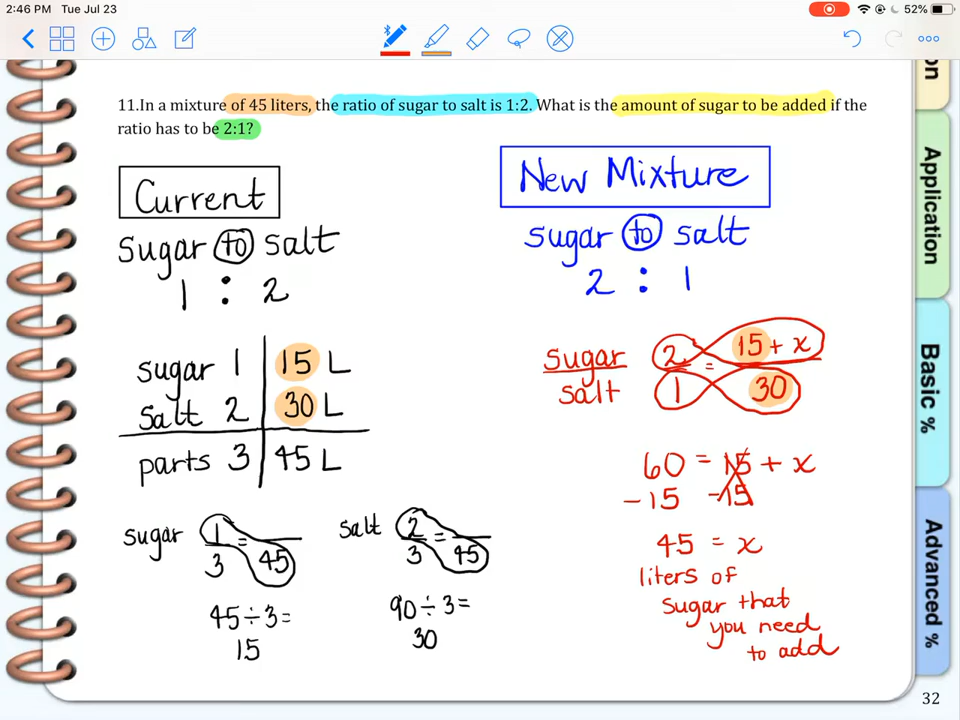 2:46 PM Tue Jul 23 52%
11.In a mixture of 45 liters, the ratio of sugar to salt is 1:2. What is the amount of sugar to be added if the
ratio has to be 2:1?
Current
sugar to salt
1 : 2
sugar 1 15 L
salt 2 30 L
parts 3 45 L
sugar 1/3 = /45
45 ÷ 3 =
15
salt 2/3 = /45
90 ÷ 3 =
30
New Mixture
sugar to salt
2 : 1
sugar/salt 2/1 = 15 + x/30
60 = 15 + x
-15 -15
45 = x
liters of
sugar that
you need
to add
on
Application
Basic %
Advanced %
32